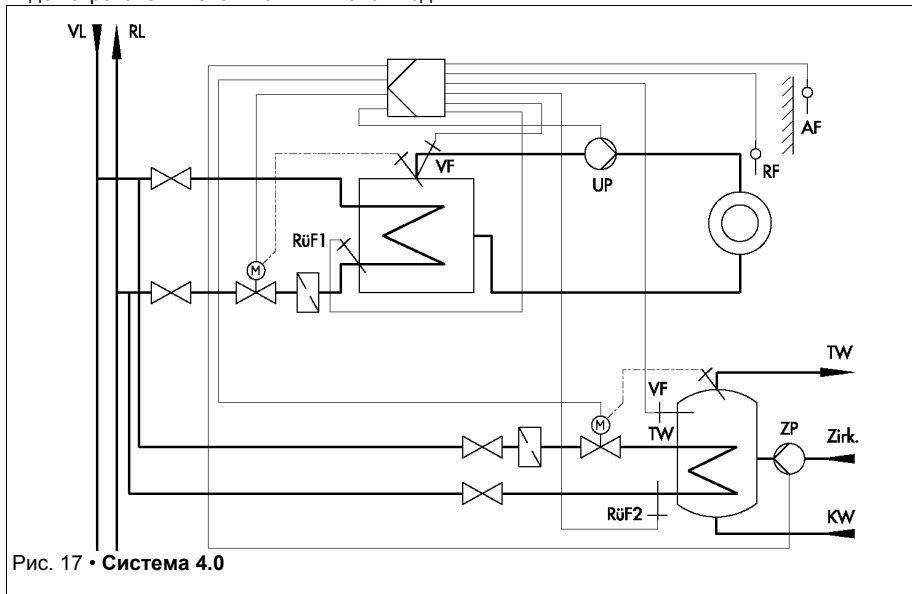 VL RL
AF
VF
RF
UP
RüF1
M
TW
VF
M
ZP
TW
Zirk.
RüF2
KW
Рис. 17 • Система 4.0